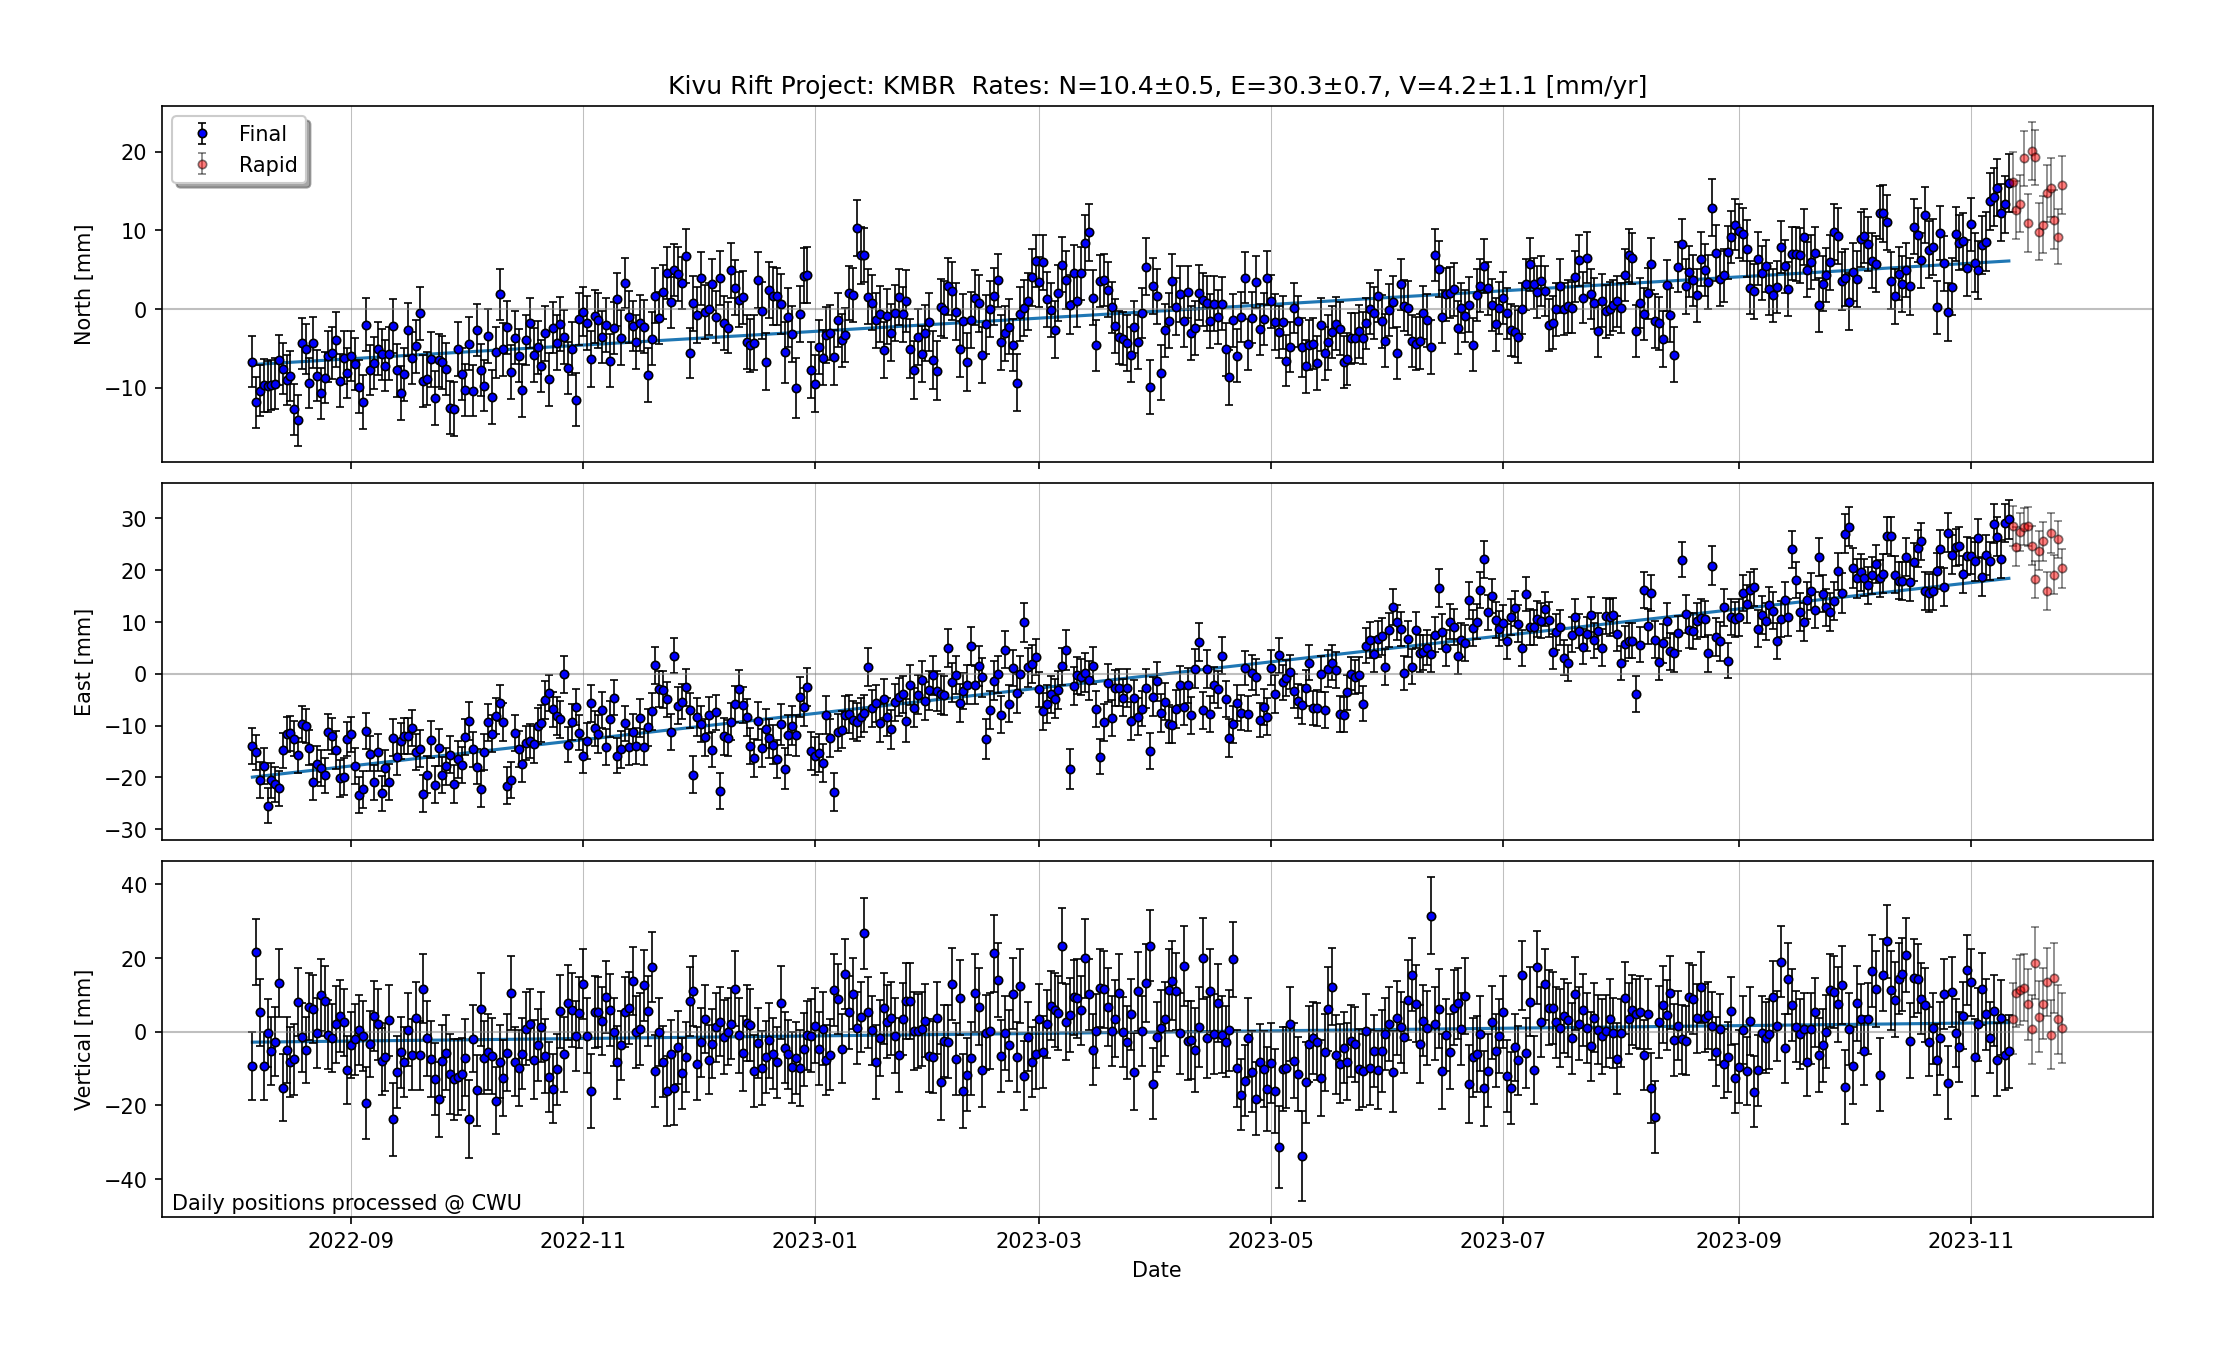 Kivu Rift Project: KMBR  Rates: N=10.4±0.5, E=30.3±0.7, V=4.2±1.1 [mm/yr]
Final
Rapid
North [mm]
20
10
0
−10
East [mm]
30
20
10
0
−10
−20
−30
Vertical [mm]
40
20
0
−20
−40
Daily positions processed @ CWU
2022-09 2022-11 2023-01 2023-03 2023-05 2023-07 2023-09 2023-11
Date